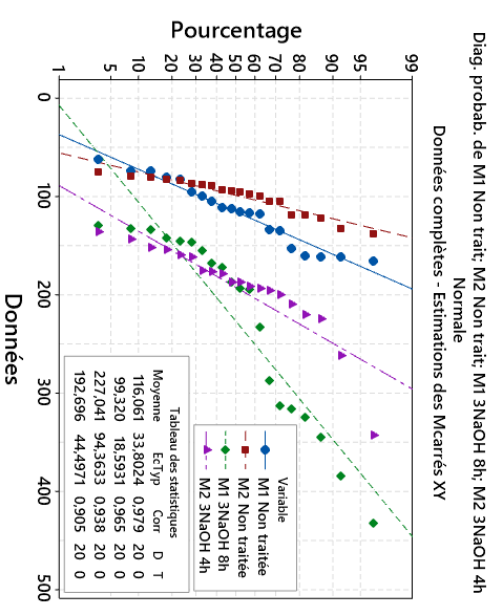 Diag. probab. de M1 Non trait; M2 Non trait; M1 3NaOH 8h; M2 3NaOH 4h
Normale
Données complètes - Estimations des Mcarrés XY
Pourcentage
99
95
90
80
70
60
50
40
30
20
10
5
1
0
100
200
300
400
500
Données
Variable
M1 Non traitée
M2 Non traitée
M1 3NaOH 8h
M2 3NaOH 4h
Tableau des statistiques
Moyenne EcTyp Corr D T
116,061 33,8024 0,979 20 0
99,320 18,5931 0,965 20 0
227,041 94,3633 0,938 20 0
192,696 44,4971 0,905 20 0